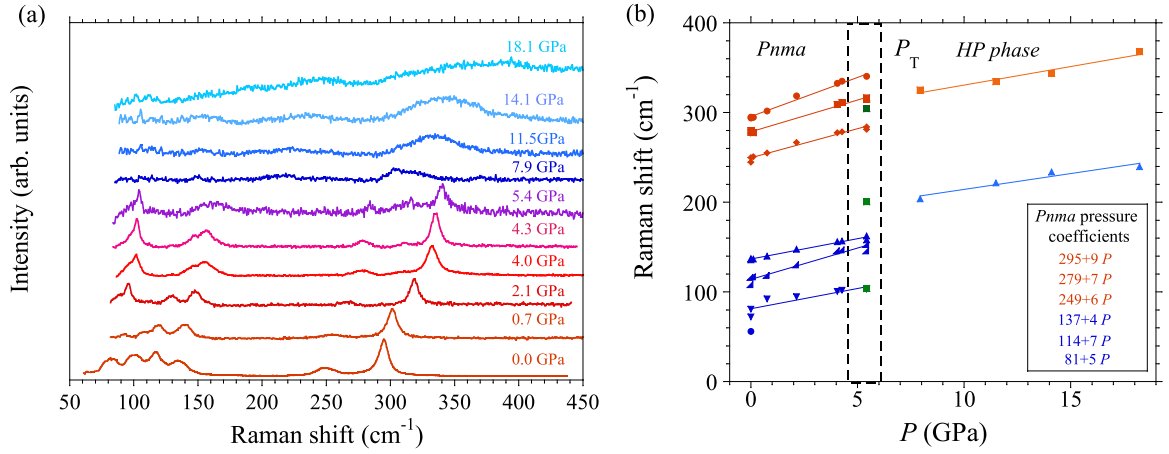 (a)
18.1 GPa
14.1 GPa
11.5GPa
7.9 GPa
5.4 GPa
4.3 GPa
4.0 GPa
2.1 GPa
0.7 GPa
0.0 GPa
Intensity (arb. units)
50 100 150 200 250 300 350 400 450
Raman shift (cm⁻¹)
(b)
400
300
200
100
0
Raman shift (cm⁻¹)
Pnma P_T HP phase
Pnma pressure
coefficients
295+9 P
279+7 P
249+6 P
137+4 P
114+7 P
81+5 P
0 5 10 15
P (GPa)